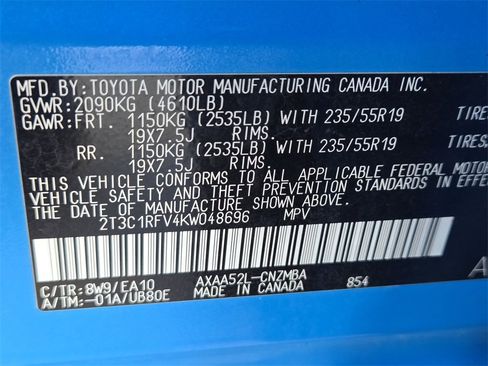 MFD.BY:TOYOTA MOTOR MANUFACTURING CANADA INC.
GVWR:2090KG (4610LB)
GAWR:FRT. 1150KG (2535LB) WITH 235/55R19 TIRES
19X7.5J RIMS.
RR. 1150KG (2535LB) WITH 235/55R19 TIRES,
19X7.5J RIMS.
THIS VEHICLE CONFORMS TO ALL APPLICABLE FEDERAL MOTOR
VEHICLE SAFETY AND THEFT PREVENTION STANDARDS IN EFFE
THE DATE OF MANUFACTURE SHOWN ABOVE.
2T3C1RFV4KW048696 MPV
C/TR:8W9/EA10 AXAA52L-CNZMBA 854
A/TM:-01A/UB80E MADE IN CANADA